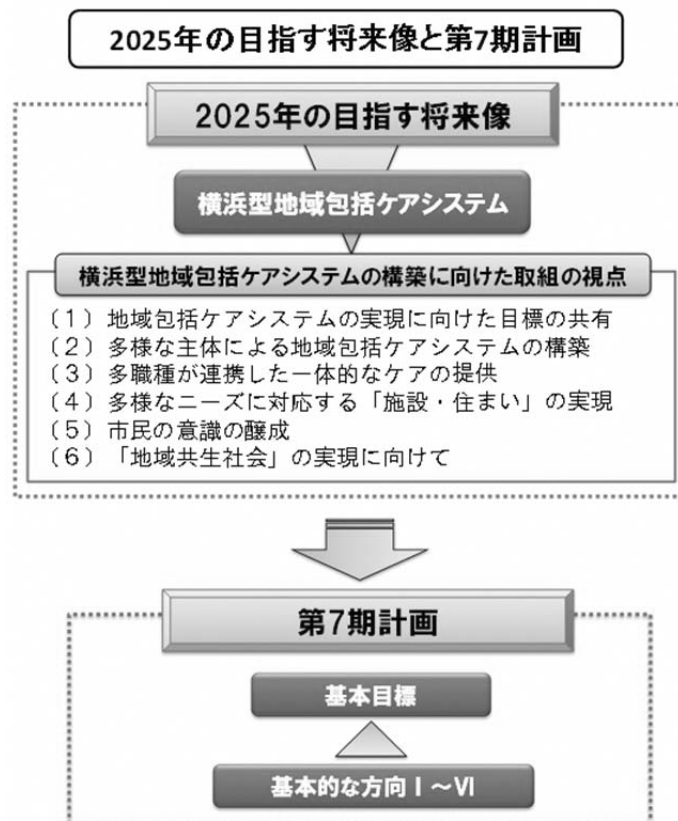 2025年の目指す将来像と第7期計画
2025年の目指す将来像
横浜型地域包括ケアシステム
横浜型地域包括ケアシステムの構築に向けた取組の視点
(1)地域包括ケアシステムの実現に向けた目標の共有
(2)多様な主体による地域包括ケアシステムの構築
(3)多職種が連携した一体的なケアの提供
(4)多様なニーズに対応する「施設・住まい」の実現
(5)市民の意識の醸成
(6)「地域共生社会」の実現に向けて
第7期計画
基本目標
基本的な方向Ⅰ～Ⅵ